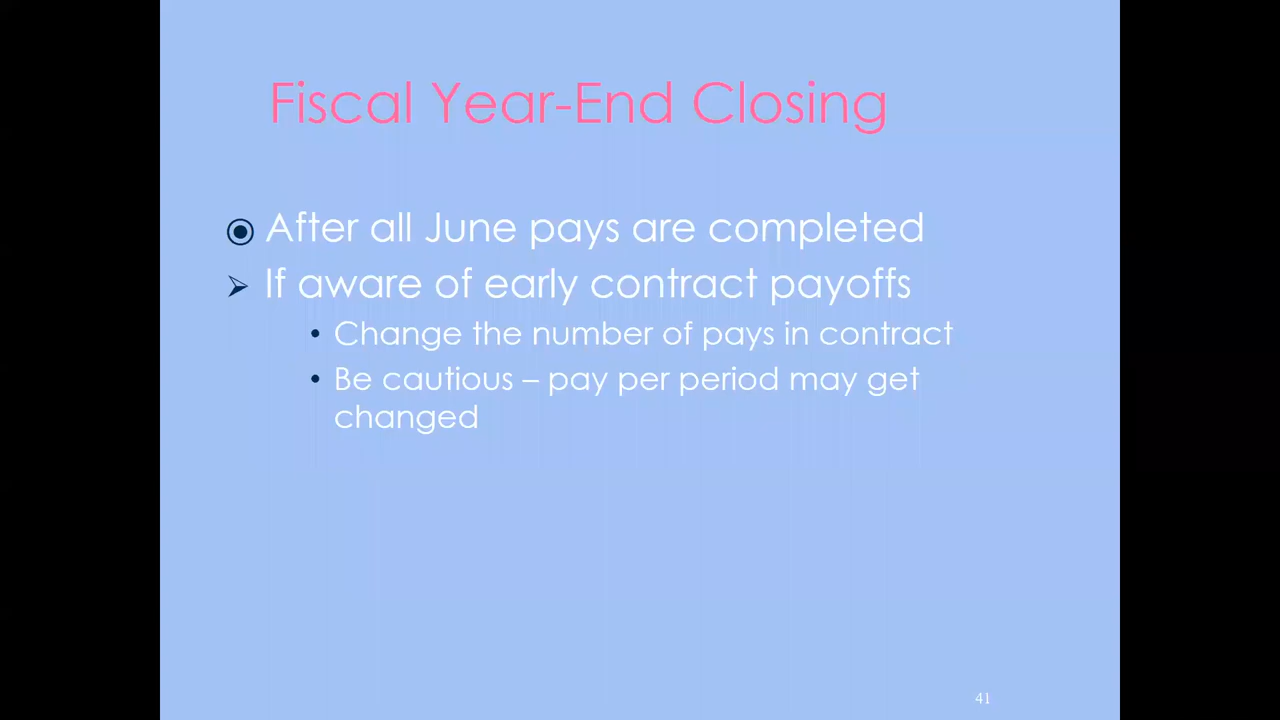 Fiscal Year-End Closing
After all June pays are completed
If aware of early contract payoffs
• Change the number of pays in contract
• Be cautious – pay per period may get
changed
41